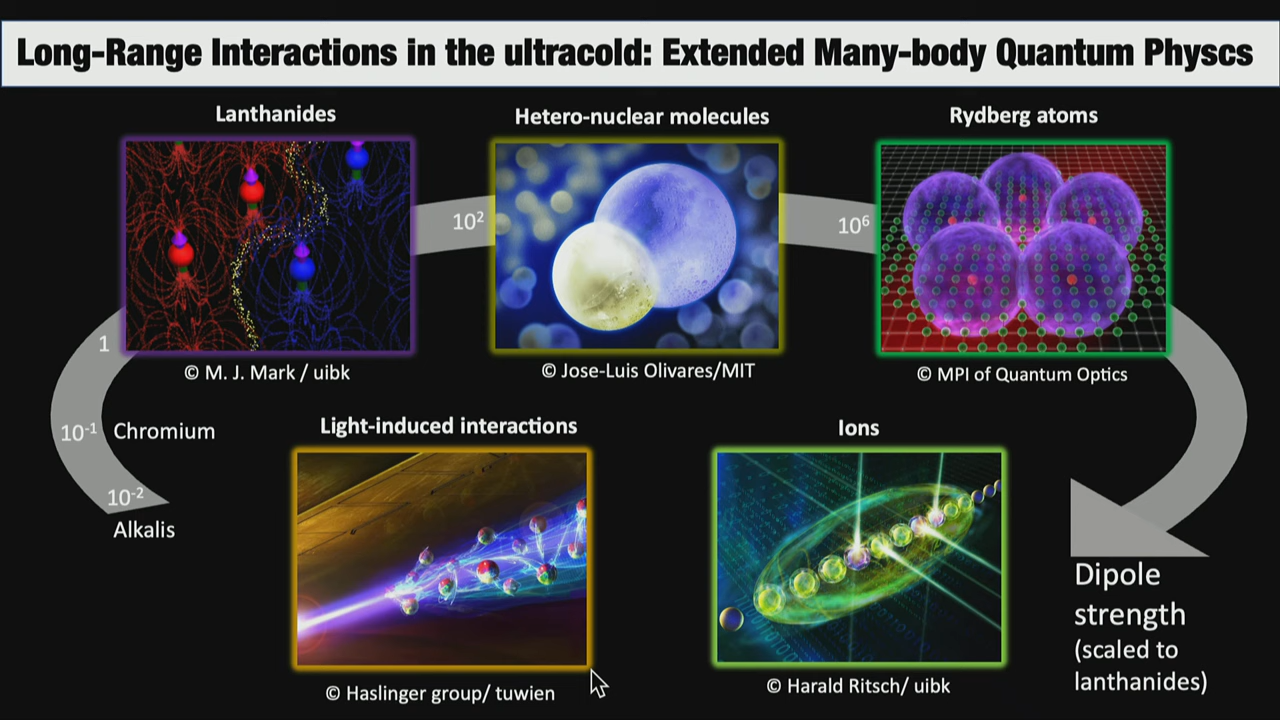 Long-Range Interactions in the ultracold: Extended Many-body Quantum Physcs
Lanthanides
Hetero-nuclear molecules
Rydberg atoms
10²
10⁶
1
© M. J. Mark / uibk
© Jose-Luis Olivares/MIT
© MPI of Quantum Optics
10⁻¹ Chromium
Light-induced interactions
Ions
10⁻²
Alkalis
Dipole
strength
(scaled to
lanthanides)
© Haslinger group/ tuwien
© Harald Ritsch/ uibk